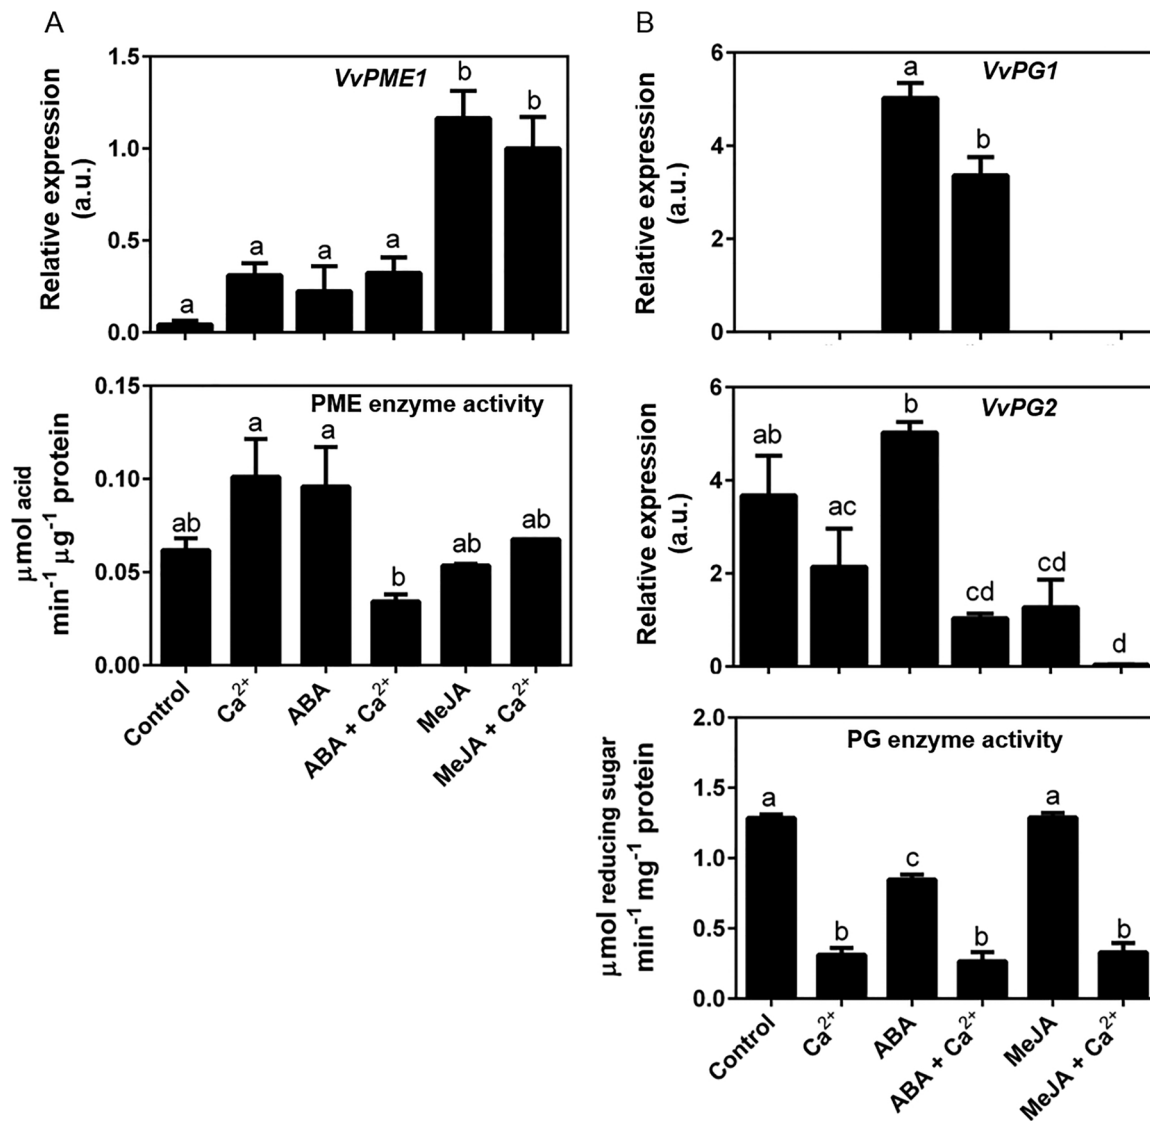 A
VvPME1
Relative expression
(a.u.)
1.5
1.0
0.5
0.0
a
a
a
a
b
b
PME enzyme activity
μmol acid
min-1 μg-1 protein
0.15
0.10
0.05
0.00
ab
a
a
b
ab
ab
Control
Ca2+
ABA
ABA + Ca2+
MeJA
MeJA + Ca2+
B
VvPG1
Relative expression
(a.u.)
6
4
2
0
a
b
VvPG2
Relative expression
(a.u.)
6
4
2
0
ab
ac
b
cd
cd
d
PG enzyme activity
μmol reducing sugar
min-1 mg-1 protein
2.0
1.5
1.0
0.5
0.0
a
b
c
b
a
b
Control
Ca2+
ABA
ABA + Ca2+
MeJA
MeJA + Ca2+